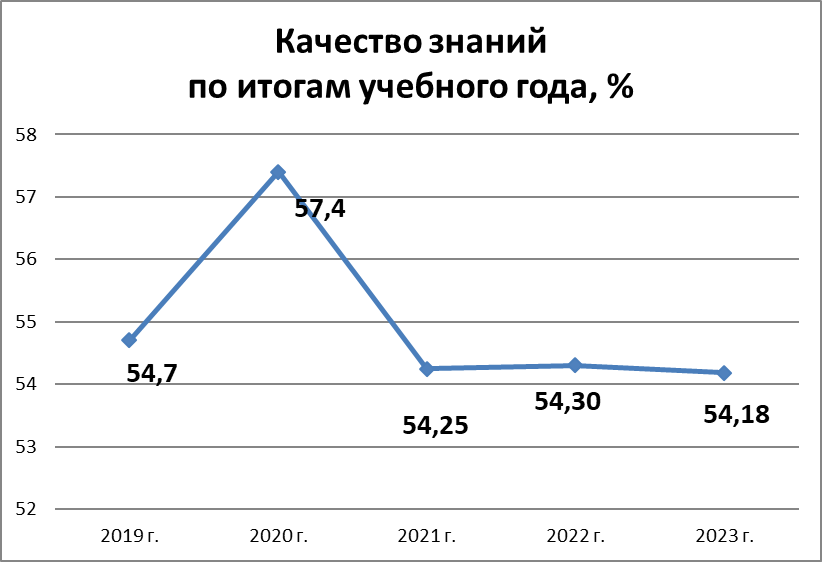 Качество знаний
по итогам учебного года, %
58
57
57,4
56
55
54,7
54
54,25
54,30
54,18
53
52
2019 г.
2020 г.
2021 г.
2022 г.
2023 г.